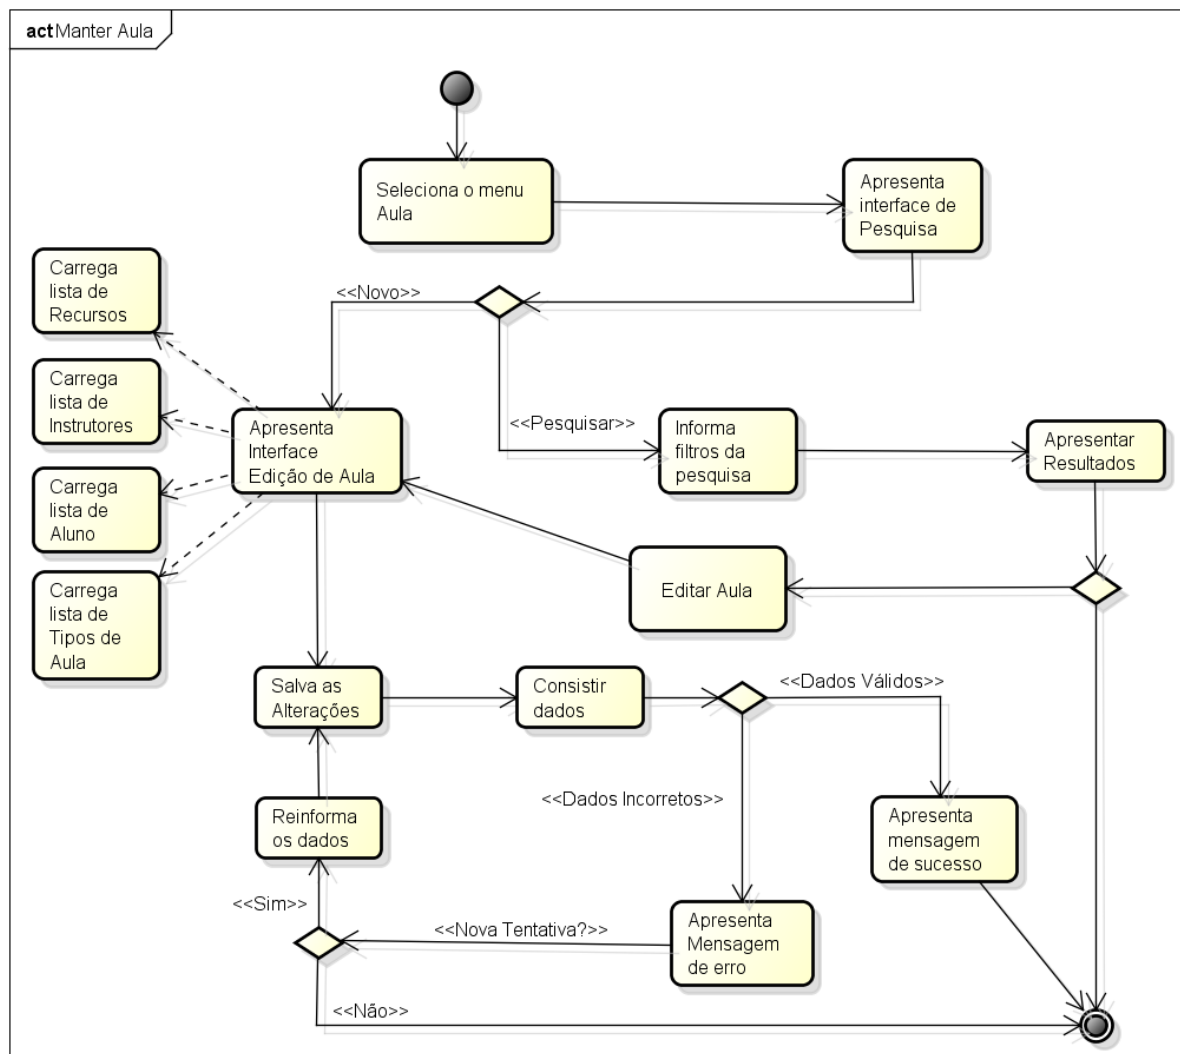 act Manter Aula
Seleciona o menu
Aula
Apresenta
interface de
Pesquisa
Carrega
lista de
Recursos
<<Novo>>
Carrega
lista de
Instrutores
Apresenta
Interface
Edição de Aula
<<Pesquisar>>
Informa
filtros da
pesquisa
Apresentar
Resultados
Carrega
lista de
Aluno
Editar Aula
Carrega
lista de
Tipos de
Aula
Salva as
Alterações
Consistir
dados
<<Dados Válidos>>
<<Dados Incorretos>>
Reinforma
os dados
Apresenta
mensagem
de sucesso
<<Sim>>
<<Nova Tentativa?>>
Apresenta
Mensagem
de erro
<<Não>>